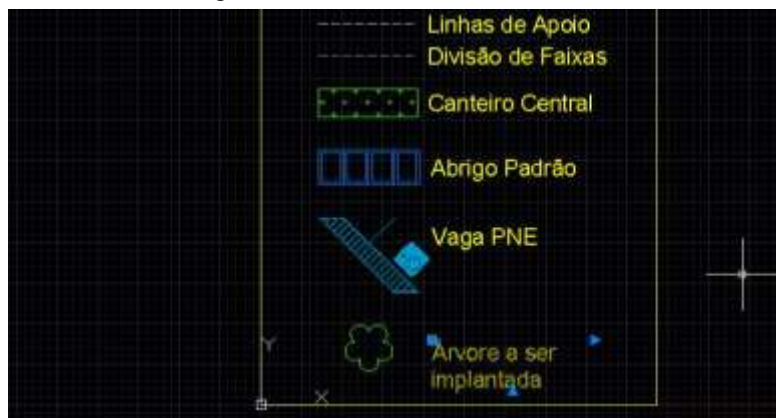 Linhas de Apoio
Divisão de Faixas
Canteiro Central
Abrigo Padrão
Vaga PNE
Arvore a ser
implantada
Y
X